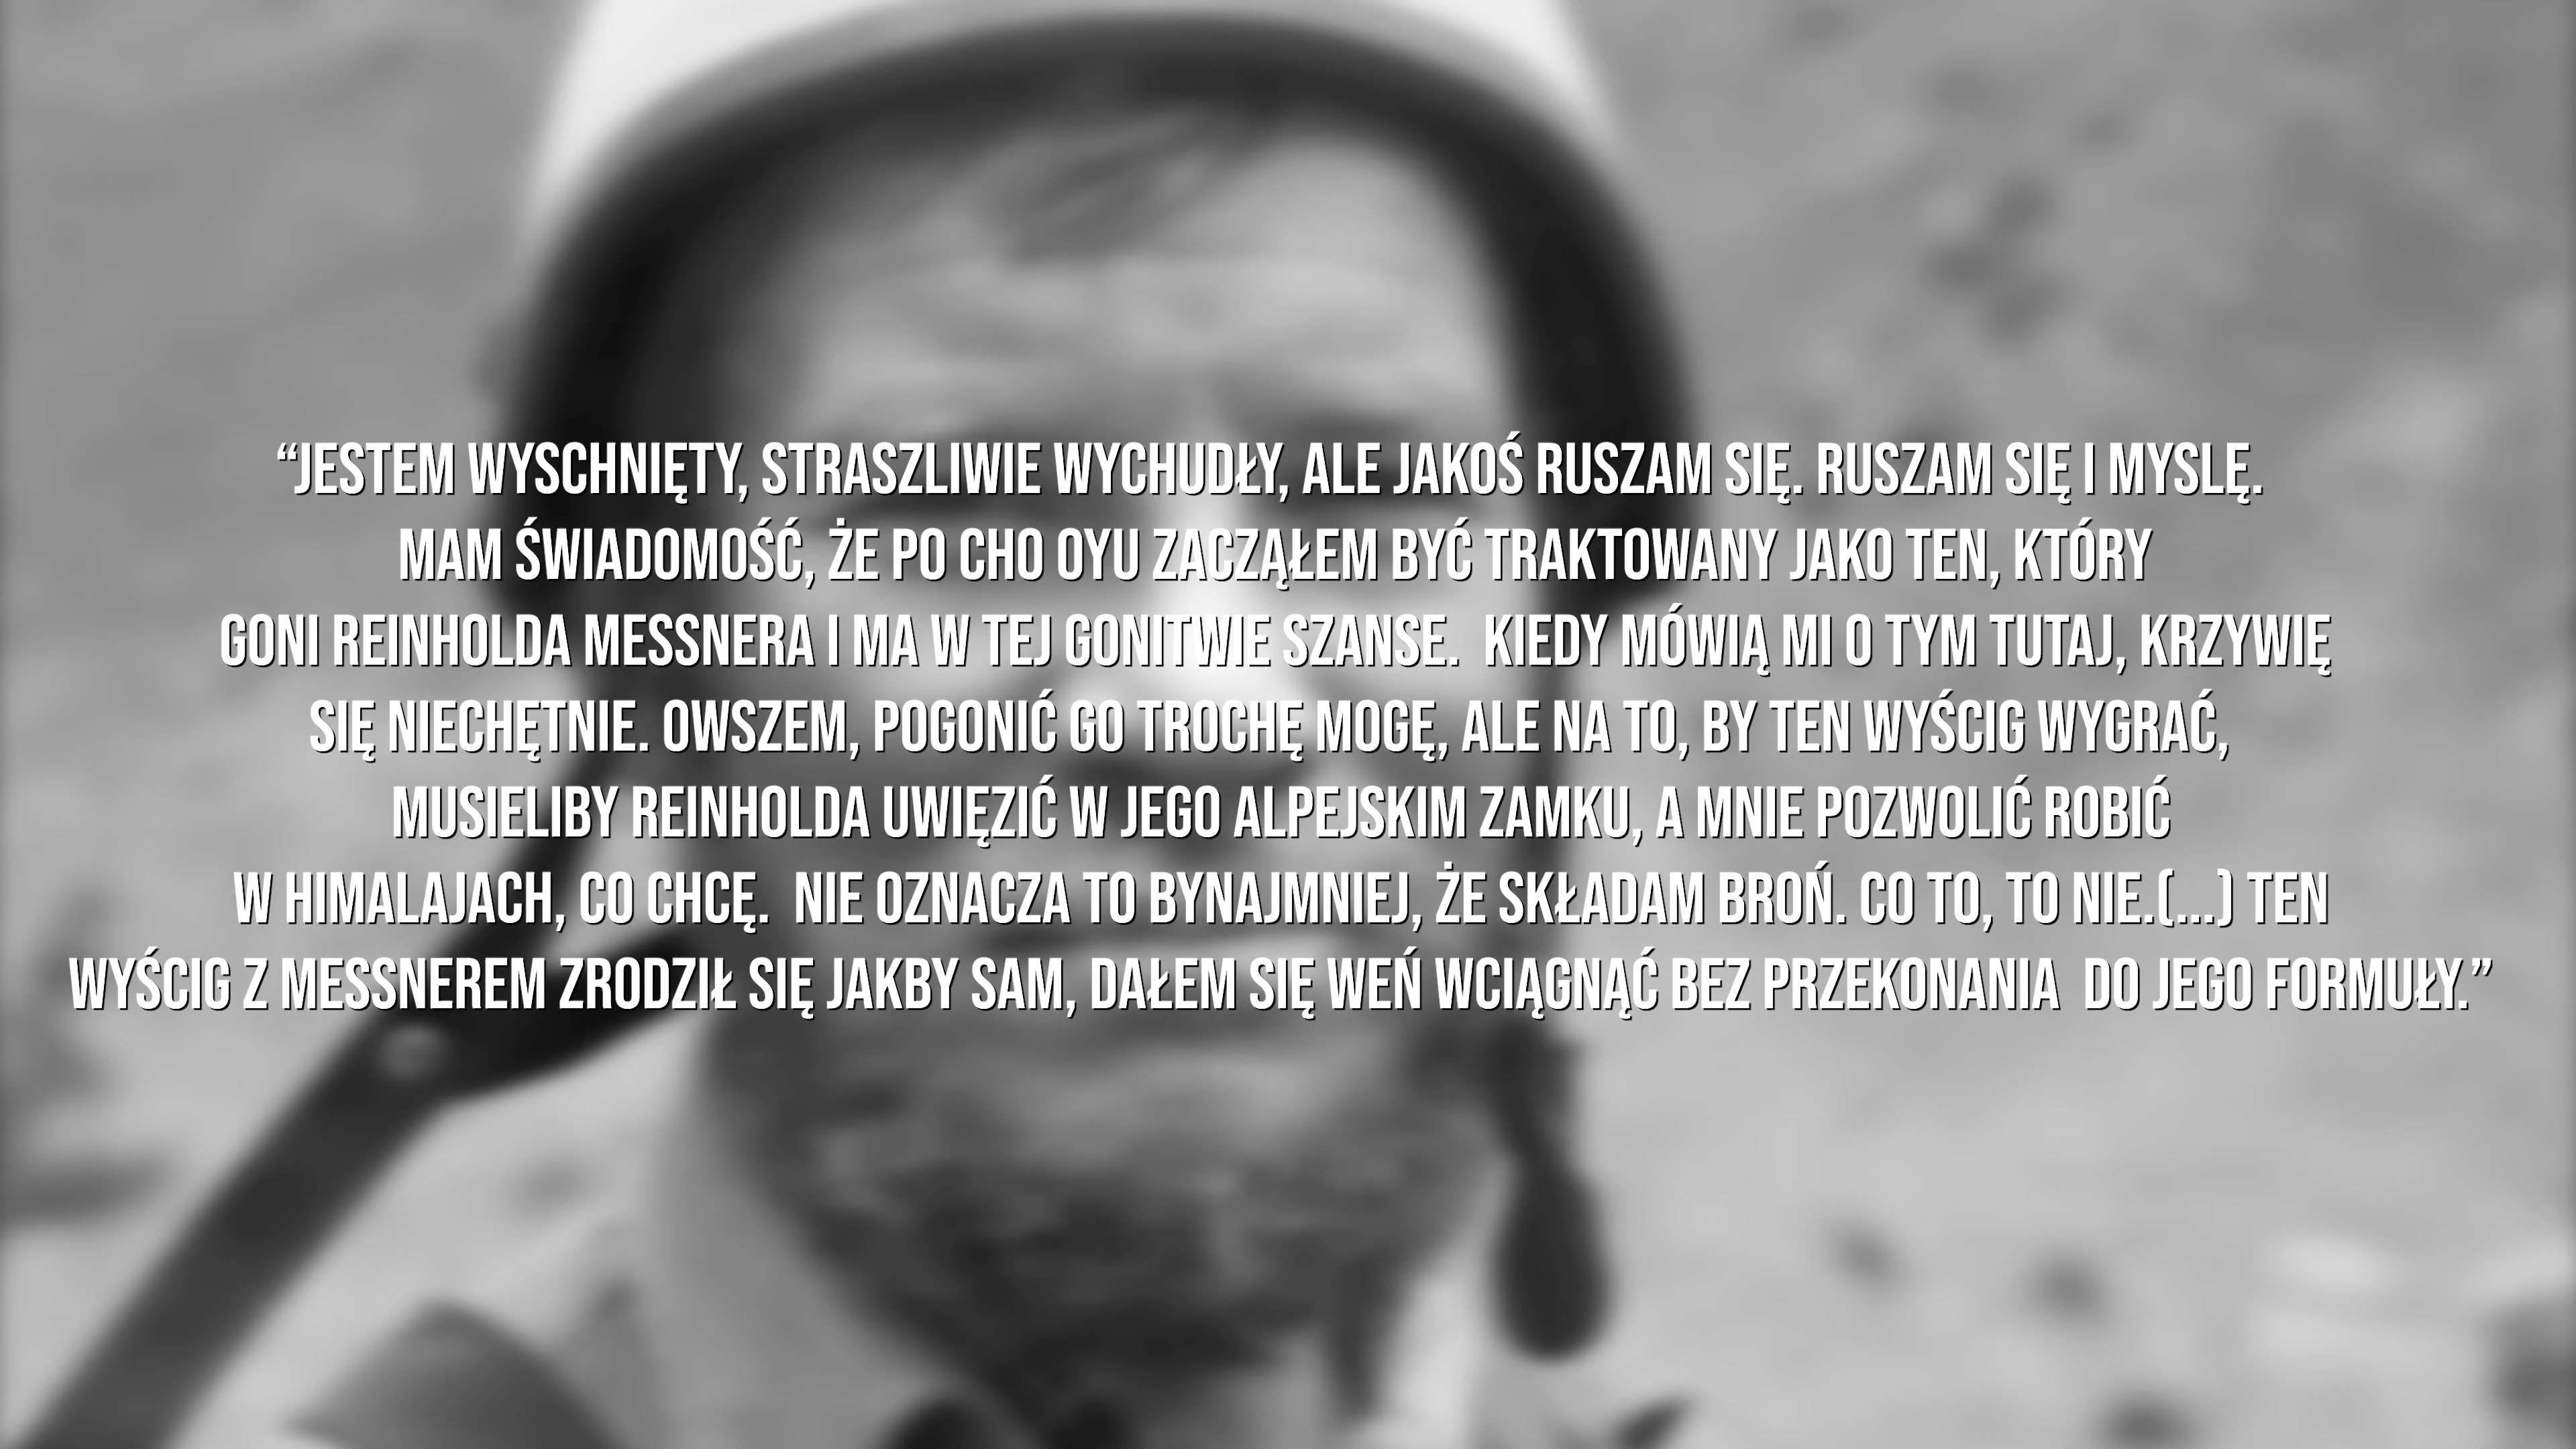 “JESTEM WYSCHNIĘTY, STRASZLIWIE WYCHUDŁY, ALE JAKOŚ RUSZAM SIĘ. RUSZAM SIĘ I MYSLĘ.
MAM ŚWIADOMOŚĆ, ŻE PO CHO OYU ZACZĄŁEM BYĆ TRAKTOWANY JAKO TEN, KTÓRY
GONI REINHOLDA MESSNERA I MA W TEJ GONITWIE SZANSE. KIEDY MÓWIĄ MI O TYM TUTAJ, KRZYWIĘ
SIĘ NIECHĘTNIE. OWSZEM, POGONIĆ GO TROCHĘ MOGĘ, ALE NA TO, BY TEN WYŚCIG WYGRAĆ,
MUSIELIBY REINHOLDA UWIĘZIĆ W JEGO ALPEJSKIM ZAMKU, A MNIE POZWOLIĆ ROBIĆ
W HIMALAJACH, CO CHCĘ. NIE OZNACZA TO BYNAJMNIEJ, ŻE SKŁADAM BROŃ. CO TO, TO NIE.(...) TEN
WYŚCIG Z MESSNEREM ZRODZIŁ SIĘ JAKBY SAM, DAŁEM SIĘ WEŃ WCIĄGNĄĆ BEZ PRZEKONANIA DO JEGO FORMUŁY.”